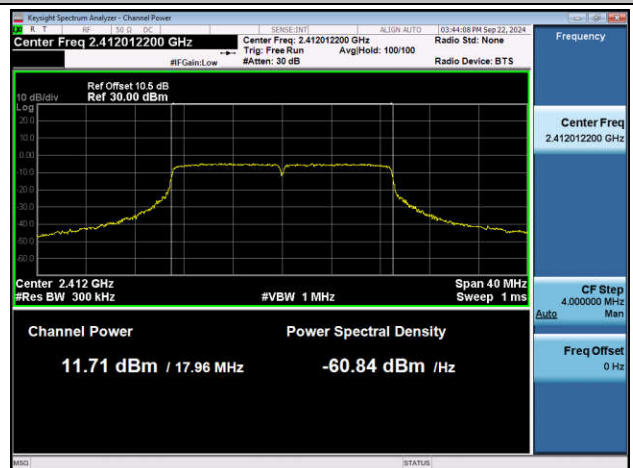 Keysight Spectrum Analyzer - Channel Power
R T RF 50 Ω DC SENSE:INT ALIGN AUTO 03:44:08 PM Sep 22, 2024
Center Freq 2.412012200 GHz
Center Freq: 2.412012200 GHz
Radio Std: None
Trig: Free Run Avg|Hold: 100/100
#IFGain:Low
#Atten: 30 dB
Radio Device: BTS
Frequency
Ref Offset 10.5 dB
10 dB/div
Ref 30.00 dBm
Log
20.0
10.0
0.00
-10.0
-20.0
-30.0
-40.0
-50.0
-60.0
Center 2.412 GHz
Span 40 MHz
#Res BW 300 kHz
#VBW 1 MHz
Sweep 1 ms
Channel Power
Power Spectral Density
11.71 dBm / 17.96 MHz
-60.84 dBm /Hz
Center Freq
2.412012200 GHz
CF Step
4.000000 MHz
Auto Man
Freq Offset
0 Hz
MSG
STATUS